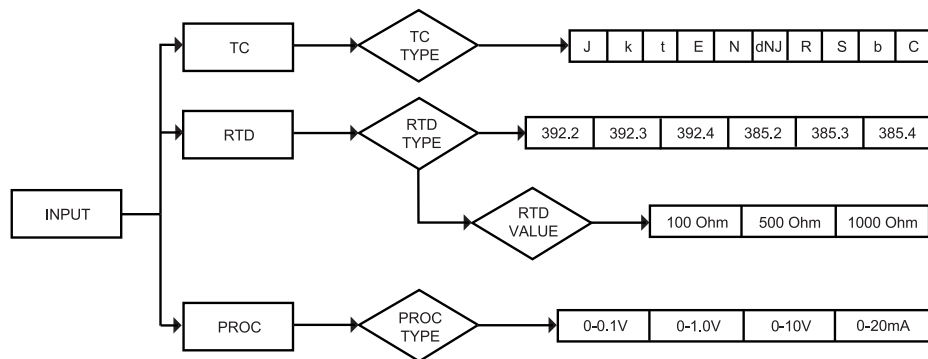 TC
TC
TYPE
J k t E N dNJ R S b C
RTD
RTD
TYPE
392.2 392.3 392.4 385.2 385.3 385.4
INPUT
RTD
VALUE
100 Ohm 500 Ohm 1000 Ohm
PROC
PROC
TYPE
0-0.1V 0-1.0V 0-10V 0-20mA